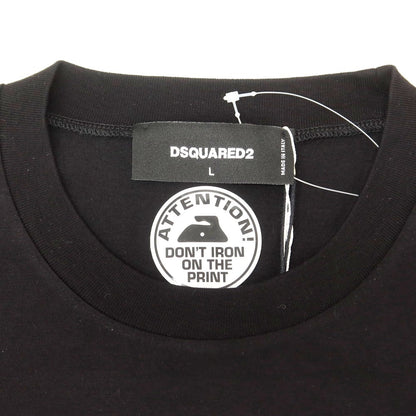 DSQUARED2
L
MADE IN ITALY
ATTENTION!
DON'T IRON
ON THE
PRINT